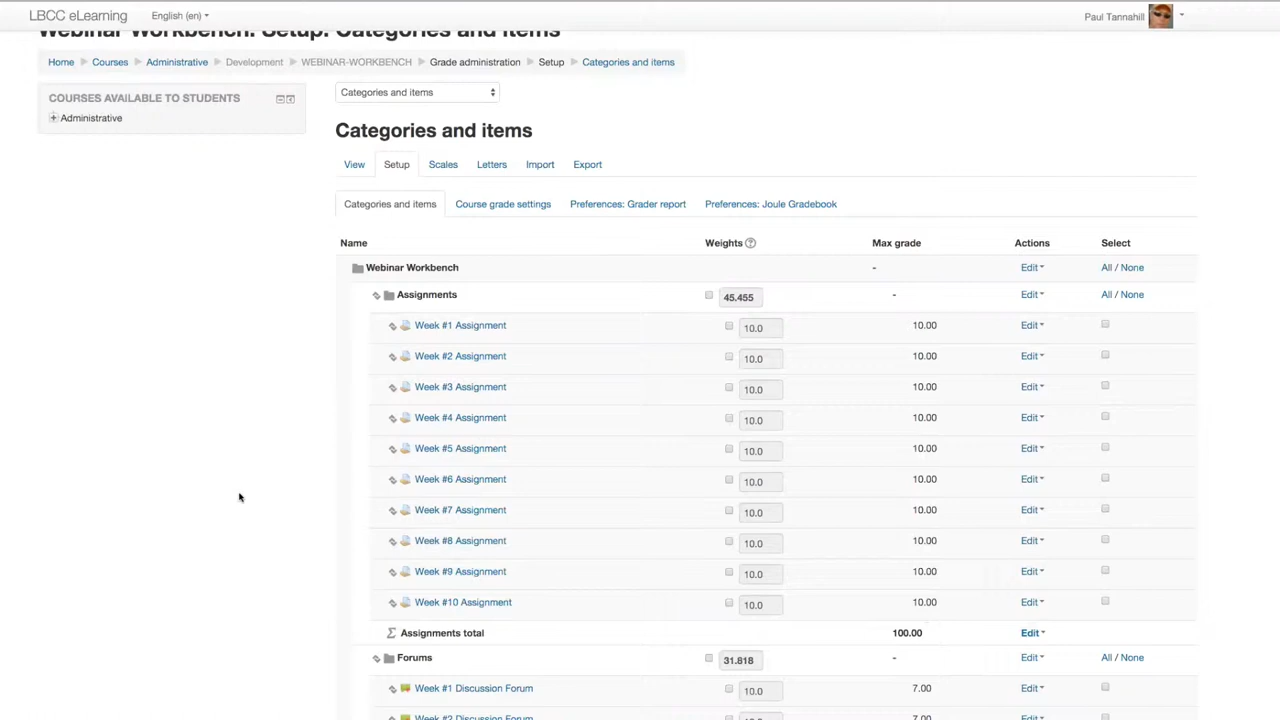 LBCC eLearning English (en) Paul Tannahill
Webinar Workbench: Setup: Categories and items
Home Courses Administrative Development WEBINAR-WORKBENCH Grade administration Setup Categories and items
COURSES AVAILABLE TO STUDENTS
Administrative
Categories and items
Categories and items
View Setup Scales Letters Import Export
Categories and items Course grade settings Preferences: Grader report Preferences: Joule Gradebook
Name Weights Max grade Actions Select
Webinar Workbench - Edit All / None
Assignments 45.455 - Edit All / None
Week #1 Assignment 10.0 10.00 Edit
Week #2 Assignment 10.0 10.00 Edit
Week #3 Assignment 10.0 10.00 Edit
Week #4 Assignment 10.0 10.00 Edit
Week #5 Assignment 10.0 10.00 Edit
Week #6 Assignment 10.0 10.00 Edit
Week #7 Assignment 10.0 10.00 Edit
Week #8 Assignment 10.0 10.00 Edit
Week #9 Assignment 10.0 10.00 Edit
Week #10 Assignment 10.0 10.00 Edit
Assignments total 100.00 Edit
Forums 31.818 - Edit All / None
Week #1 Discussion Forum 10.0 7.00 Edit
Week #2 Discussion Forum 7.00 Edit